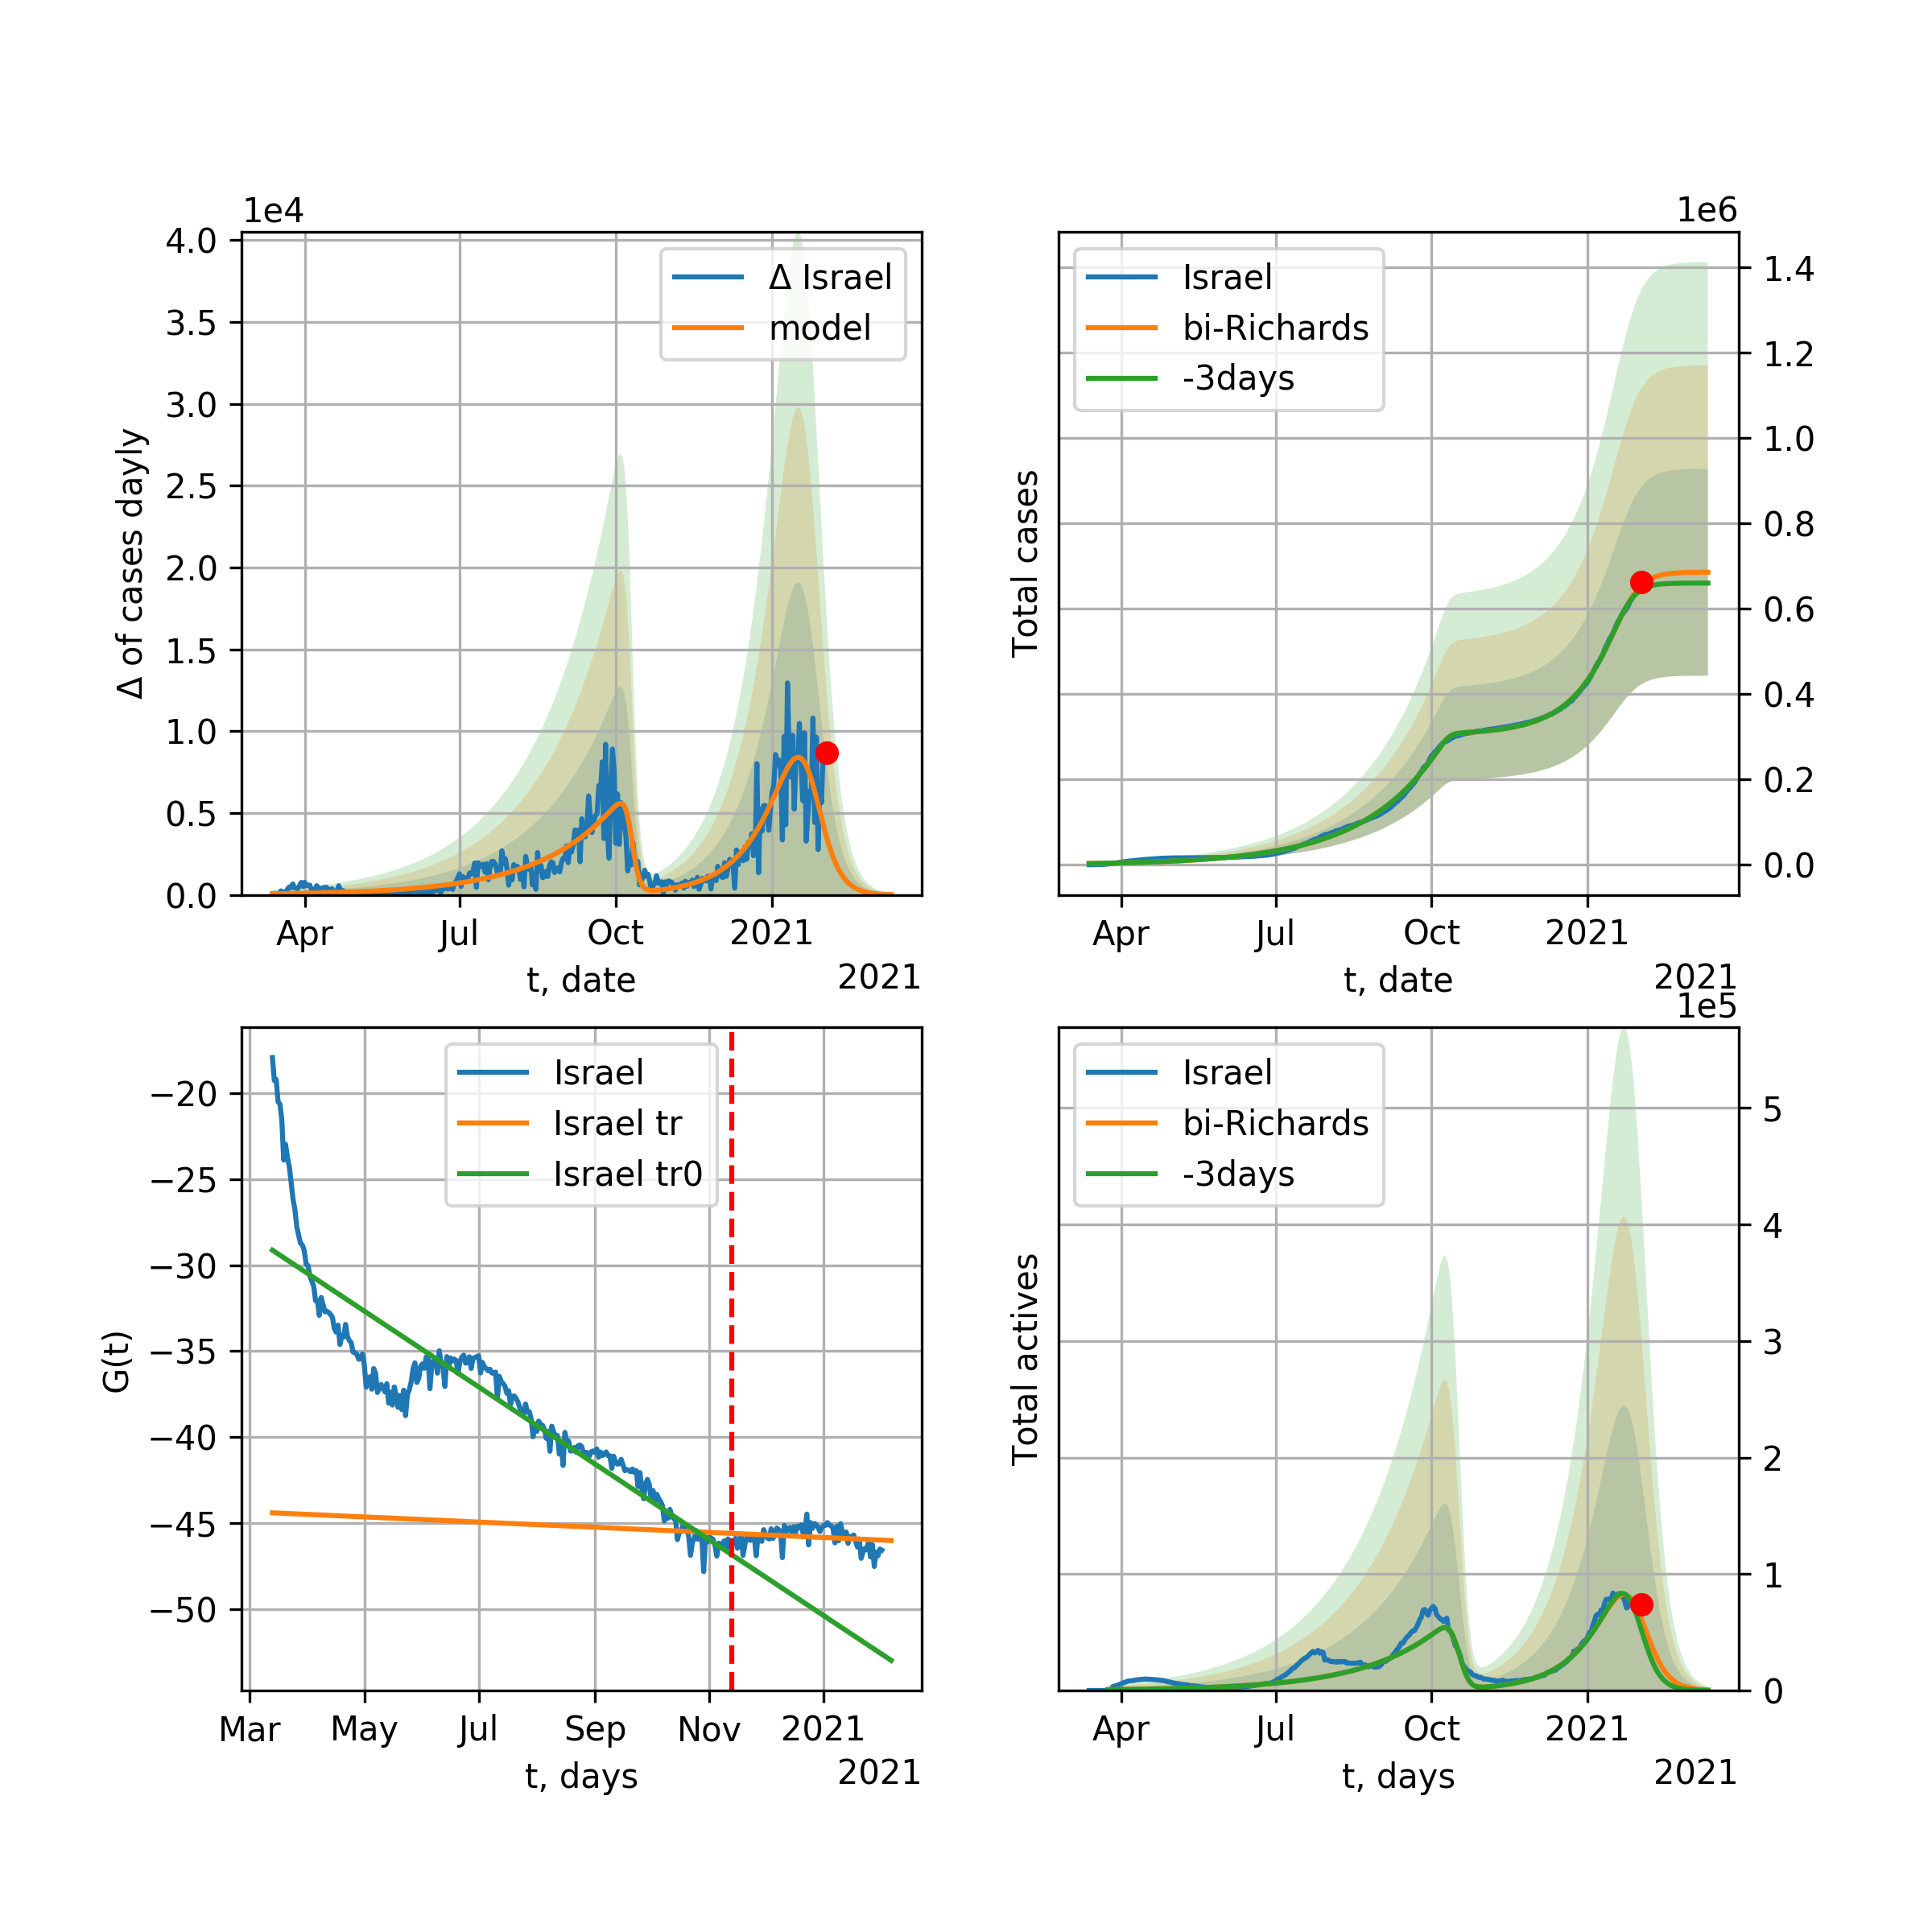 1e4
4.0
3.5
3.0
2.5
2.0
1.5
1.0
0.5
0.0
Δ of cases dayly
Δ Israel
model
Apr Jul Oct 2021
t, date
2021
1e6
Israel
bi-Richards
-3days
Total cases
1.4
1.2
1.0
0.8
0.6
0.4
0.2
0.0
Apr Jul Oct 2021
t, date
2021
G(t)
−20
−25
−30
−35
−40
−45
−50
Israel
Israel tr
Israel tr0
Mar May Jul Sep Nov 2021
t, days
2021
1e5
Israel
bi-Richards
-3days
Total actives
5
4
3
2
1
0
Apr Jul Oct 2021
t, days
2021